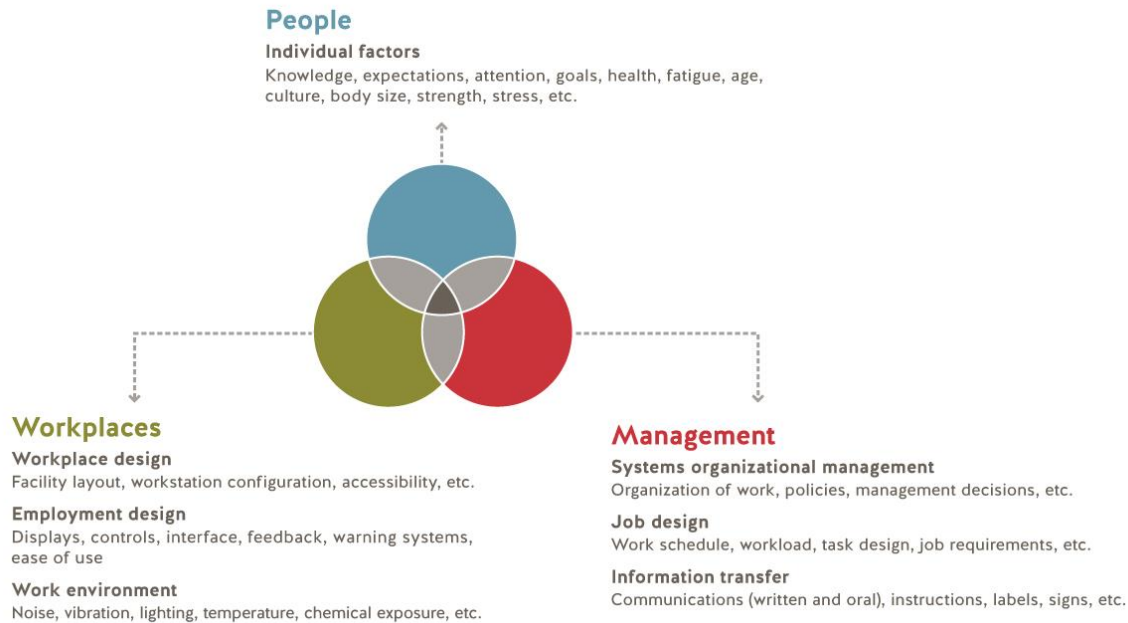 People
Individual factors
Knowledge, expectations, attention, goals, health, fatigue, age,
culture, body size, strength, stress, etc.
Workplaces
Workplace design
Facility layout, workstation configuration, accessibility, etc.
Employment design
Displays, controls, interface, feedback, warning systems,
ease of use
Work environment
Noise, vibration, lighting, temperature, chemical exposure, etc.
Management
Systems organizational management
Organization of work, policies, management decisions, etc.
Job design
Work schedule, workload, task design, job requirements, etc.
Information transfer
Communications (written and oral), instructions, labels, signs, etc.